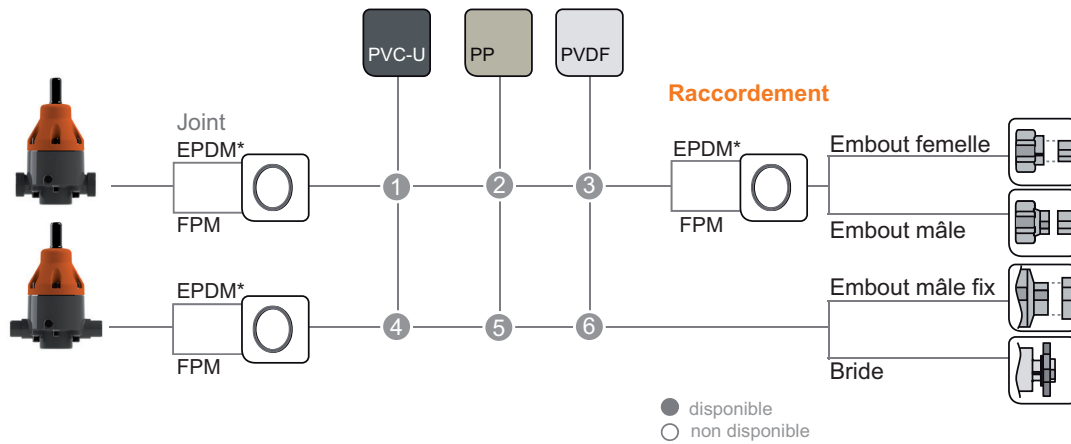 PVC-U
PP
PVDF
Raccordement
Joint
EPDM*
FPM
1
2
3
EPDM*
FPM
Embout femelle
Embout mâle
EPDM*
FPM
4
5
6
Embout mâle fix
Bride
disponible
non disponible